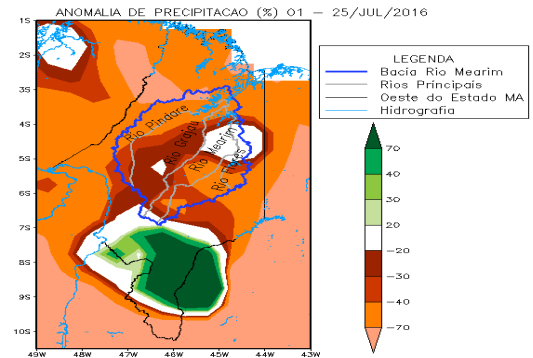 ANOMALIA DE PRECIPITACAO (%) 01 – 25/JUL/2016
LEGENDA
Bacia Rio Mearim
Rios Principais
Oeste do Estado MA
Hidrografia
1S
2S
3S
4S
5S
6S
7S
8S
9S
10S
49W
48W
47W
46W
45W
44W
43W
Rio Pindare
Rio Grajau
Rio Mearim
Rio Flores
70
40
30
20
−20
−30
−40
−70